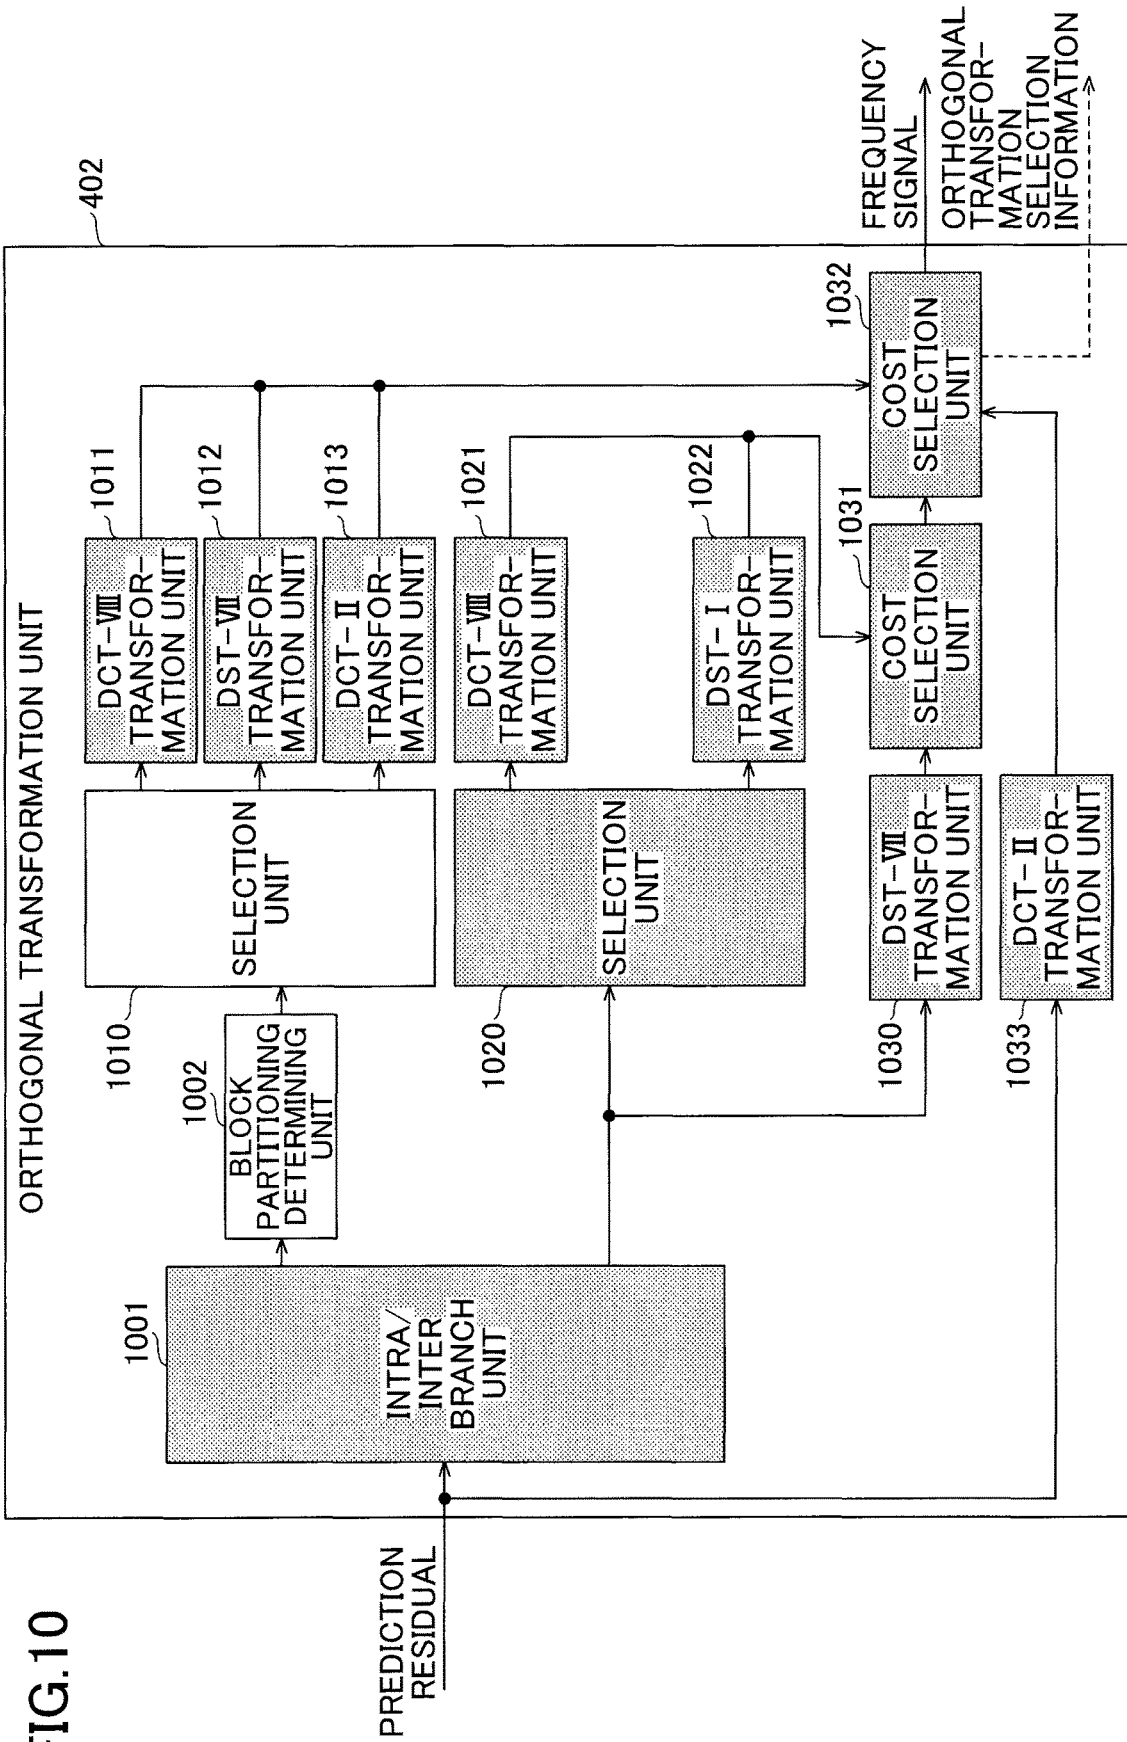 FIG.10
ORTHOGONAL TRANSFORMATION UNIT
402
PREDICTION
RESIDUAL
1001
INTRA/
INTER
BRANCH
UNIT
1002
BLOCK
PARTITIONING
DETERMINING
UNIT
1010
SELECTION
UNIT
1011
DCT-Ⅷ
TRANSFOR-
MATION UNIT
1012
DST-Ⅶ
TRANSFOR-
MATION UNIT
1013
DCT-Ⅱ
TRANSFOR-
MATION UNIT
1020
SELECTION
UNIT
1021
DCT-Ⅷ
TRANSFOR-
MATION UNIT
1022
DST-Ⅰ
TRANSFOR-
MATION UNIT
1030
DST-Ⅶ
TRANSFOR-
MATION UNIT
1031
COST
SELECTION
UNIT
1032
COST
SELECTION
UNIT
1033
DCT-Ⅱ
TRANSFOR-
MATION UNIT
FREQUENCY
SIGNAL
ORTHOGONAL
TRANSFOR-
MATION
SELECTION
INFORMATION